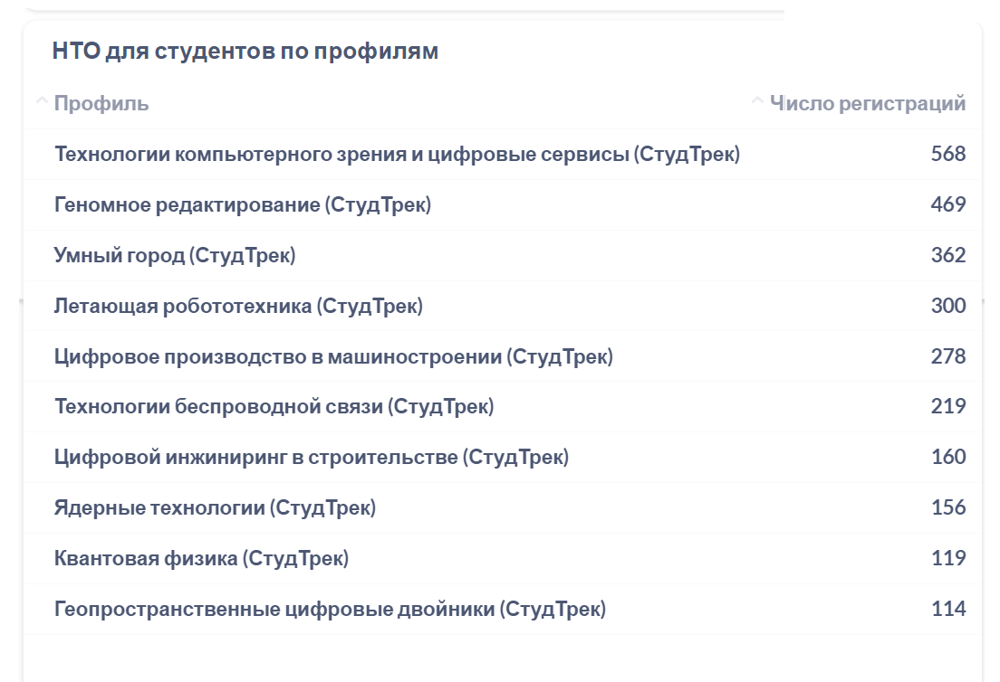 НТО для студентов по профилям
Профиль Число регистраций
Технологии компьютерного зрения и цифровые сервисы (СтудТрек) 568
Геномное редактирование (СтудТрек) 469
Умный город (СтудТрек) 362
Летающая робототехника (СтудТрек) 300
Цифровое производство в машиностроении (СтудТрек) 278
Технологии беспроводной связи (СтудТрек) 219
Цифровой инжиниринг в строительстве (СтудТрек) 160
Ядерные технологии (СтудТрек) 156
Квантовая физика (СтудТрек) 119
Геопространственные цифровые двойники (СтудТрек) 114